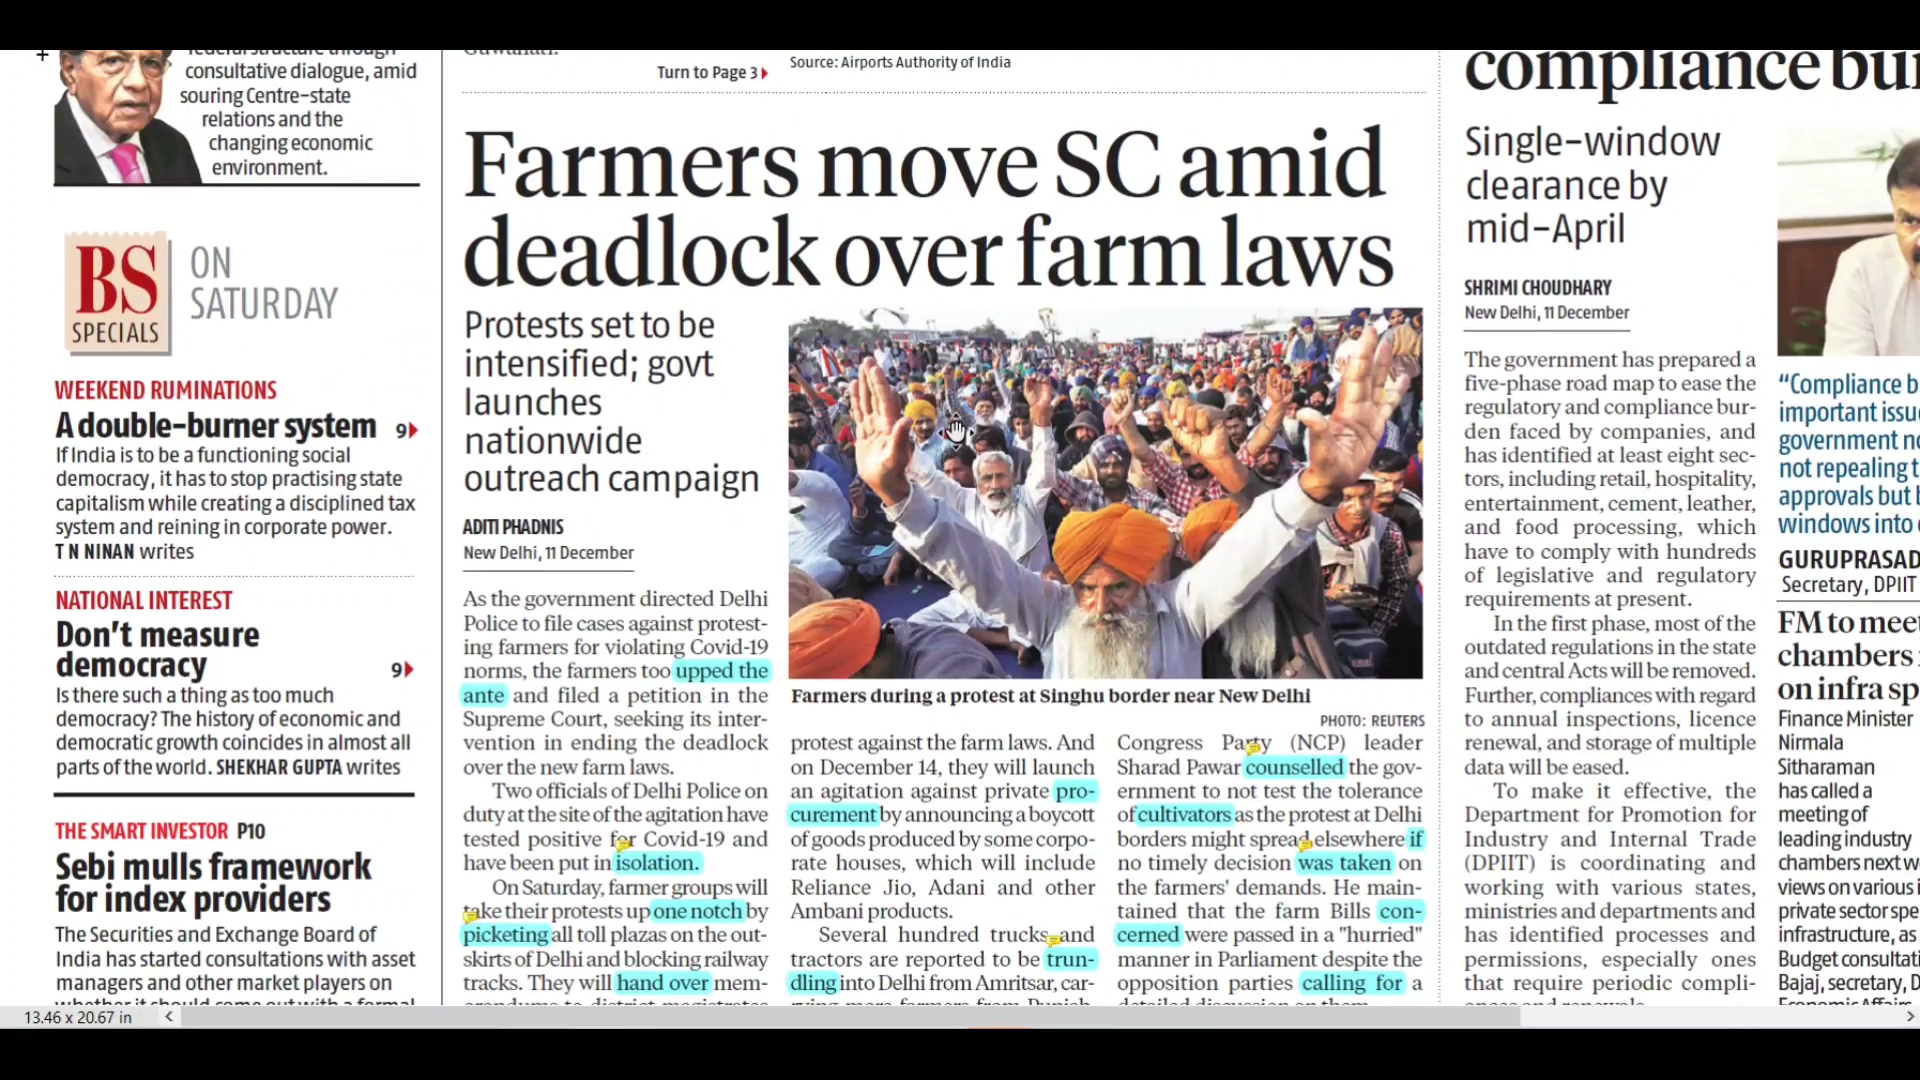 consultative dialogue, amid
souring Centre-state
relations and the
changing economic
environment.
BS
SPECIALS
ON
SATURDAY
WEEKEND RUMINATIONS
A double-burner system 9
If India is to be a functioning social
democracy, it has to stop practising state
capitalism while creating a disciplined tax
system and reining in corporate power.
T N NINAN writes
NATIONAL INTEREST
Don't measure
democracy 9
Is there such a thing as too much
democracy? The history of economic and
democratic growth coincides in almost all
parts of the world. SHEKHAR GUPTA writes
THE SMART INVESTOR P10
Sebi mulls framework
for index providers
The Securities and Exchange Board of
India has started consultations with asset
managers and other market players on
Turn to Page 3
Source: Airports Authority of India
Farmers move SC amid
deadlock over farm laws
Protests set to be
intensified; govt
launches
nationwide
outreach campaign
ADITI PHADNIS
New Delhi, 11 December
As the government directed Delhi
Police to file cases against protest-
ing farmers for violating Covid-19
norms, the farmers too upped the
ante and filed a petition in the
Supreme Court, seeking its inter-
vention in ending the deadlock
over the new farm laws.
Two officials of Delhi Police on
duty at the site of the agitation have
tested positive for Covid-19 and
have been put in isolation.
On Saturday, farmer groups will
take their protests up one notch by
picketing all toll plazas on the out-
skirts of Delhi and blocking railway
tracks. They will hand over mem-
Farmers during a protest at Singhu border near New Delhi
PHOTO: REUTERS
protest against the farm laws. And
on December 14, they will launch
an agitation against private pro-
curement by announcing a boycott
of goods produced by some corpo-
rate houses, which will include
Reliance Jio, Adani and other
Ambani products.
Several hundred trucks and
tractors are reported to be trun-
dling into Delhi from Amritsar, car-
Congress Party (NCP) leader
Sharad Pawar counselled the gov-
ernment to not test the tolerance
of cultivators as the protest at Delhi
borders might spread elsewhere if
no timely decision was taken on
the farmers' demands. He main-
tained that the farm Bills con-
cerned were passed in a "hurried"
manner in Parliament despite the
opposition parties calling for a
compliance bur
Single-window
clearance by
mid-April
SHRIMI CHOUDHARY
New Delhi, 11 December
The government has prepared a
five-phase road map to ease the
regulatory and compliance bur-
den faced by companies, and
has identified at least eight sec-
tors, including retail, hospitality,
entertainment, cement, leather,
and food processing, which
have to comply with hundreds
of legislative and regulatory
requirements at present.
In the first phase, most of the
outdated regulations in the state
and central Acts will be removed.
Further, compliances with regard
to annual inspections, licence
renewal, and storage of multiple
data will be eased.
To make it effective, the
Department for Promotion for
Industry and Internal Trade
(DPIIT) is coordinating and
working with various states,
ministries and departments and
has identified processes and
permissions, especially ones
that require periodic compli-
"Compliance b
important issu
government no
not repealing t
approvals but b
windows into
GURUPRASAD
Secretary, DPIIT
FM to meet
chambers
on infra sp
Finance Minister
Nirmala
Sitharaman
has called a
meeting of
leading industry
chambers next w
views on various i
private sector spe
infrastructure, as
Budget consultati
Bajaj, secretary, D
13.46 x 20.67 in